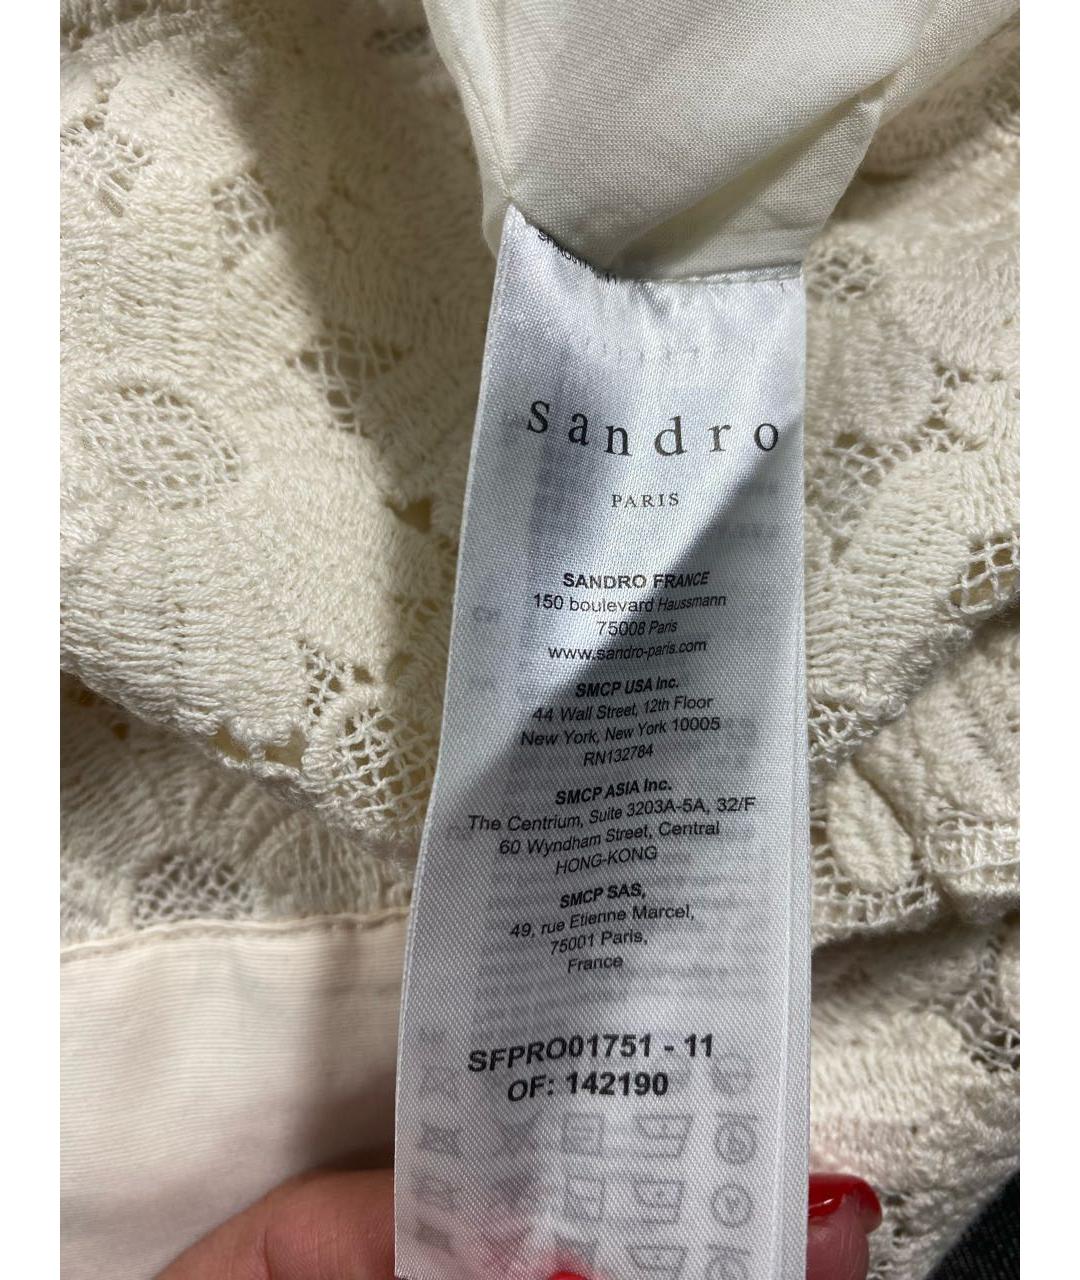 sandro
PARIS
SANDRO FRANCE
150 boulevard Haussmann
75008 Paris
www.sandro-paris.com
SMCP USA Inc.
44 Wall Street, 12th Floor
New York, New York 10005
RN132784
SMCP ASIA Inc.
The Centrium, Suite 3203A-5A, 32/F
60 Wyndham Street, Central
HONG-KONG
SMCP SAS,
49, rue Etienne Marcel,
75001 Paris,
France
SFPRO01751 - 11
OF: 142190